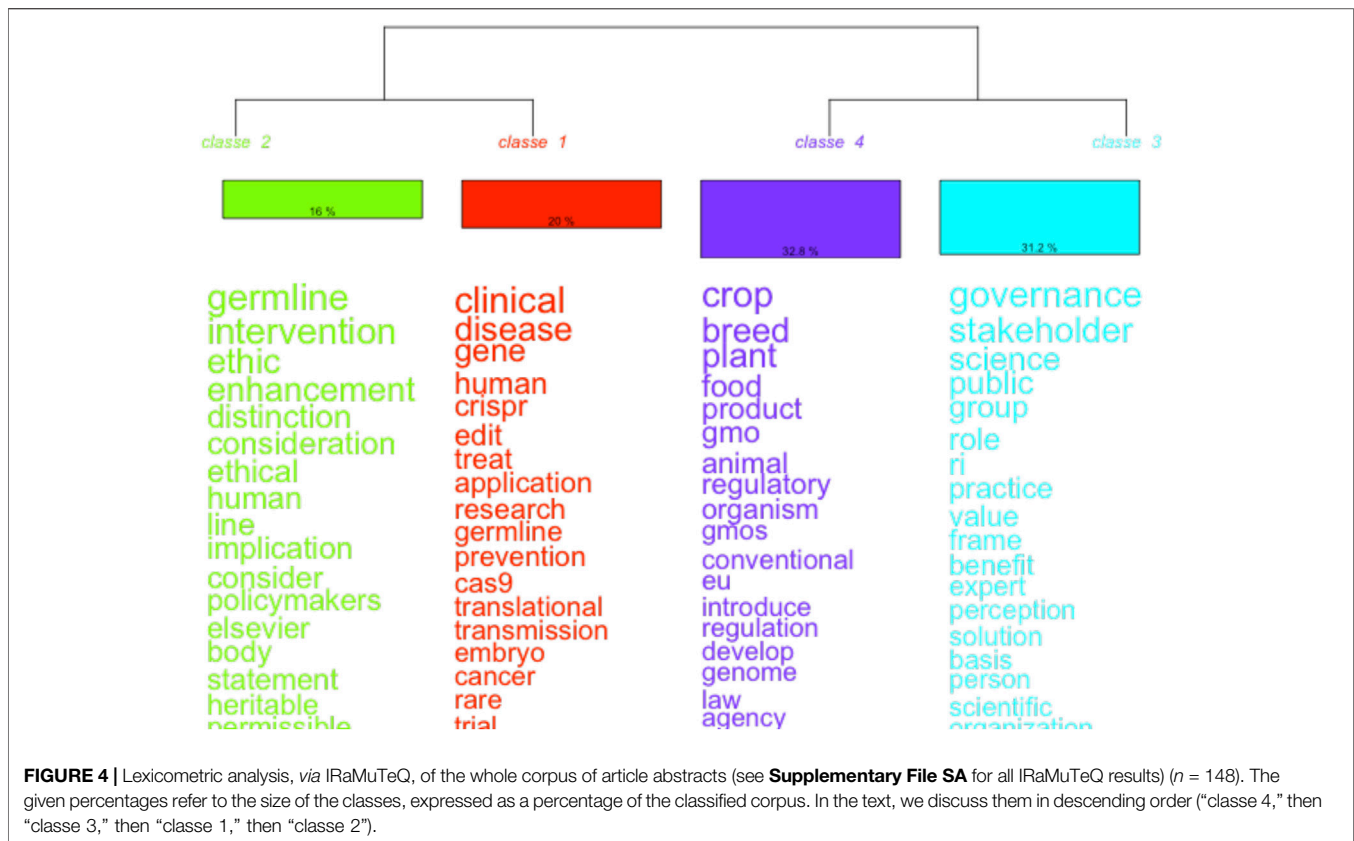 classe 2
classe 1
classe 4
classe 3
16 %
20 %
32.8 %
31.2 %
germline
intervention
ethic
enhancement
distinction
consideration
ethical
human
line
implication
consider
policymakers
elsevier
body
statement
heritable
permissible
clinical
disease
gene
human
crispr
edit
treat
application
research
germline
prevention
cas9
translational
transmission
embryo
cancer
rare
trial
crop
breed
plant
food
product
gmo
animal
regulatory
organism
gmos
conventional
eu
introduce
regulation
develop
genome
law
agency
governance
stakeholder
science
public
group
role
ri
practice
value
frame
benefit
expert
perception
solution
basis
person
scientific
organization
FIGURE 4 | Lexicometric analysis, via IRaMuTeQ, of the whole corpus of article abstracts (see Supplementary File SA for all IRaMuTeQ results) (n = 148). The
given percentages refer to the size of the classes, expressed as a percentage of the classified corpus. In the text, we discuss them in descending order (“classe 4,” then
“classe 3,” then “classe 1,” then “classe 2”).